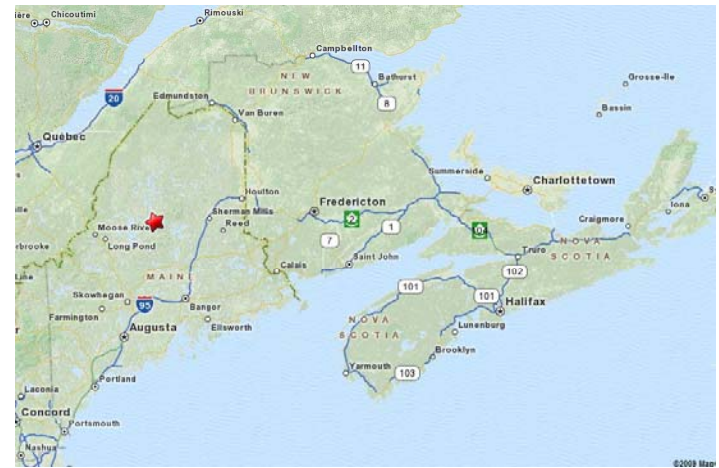 Chicoutimi
Rimouski
Campbellton
11
NEW
BRUNSWICK
Bathurst
Grosse-Ile
20
Edmundston
8
Bassin
Van Buren
Québec
Summerside
Charlottetown
Houlton
Fredericton
Sherman Mills
2
Craigmore
Iona
Moose River
Reed
7
1
Long Pond
Truro
NOVA
SCOTIA
Saint John
102
MAINE
Calais
101
101
Skowhegan
95
Bangor
Halifax
Farmington
NOVA
SCOTIA
Lunenburg
Augusta
Ellsworth
Brooklyn
Yarmouth
103
Laconia
Portland
Concord
Portsmouth
Nashua